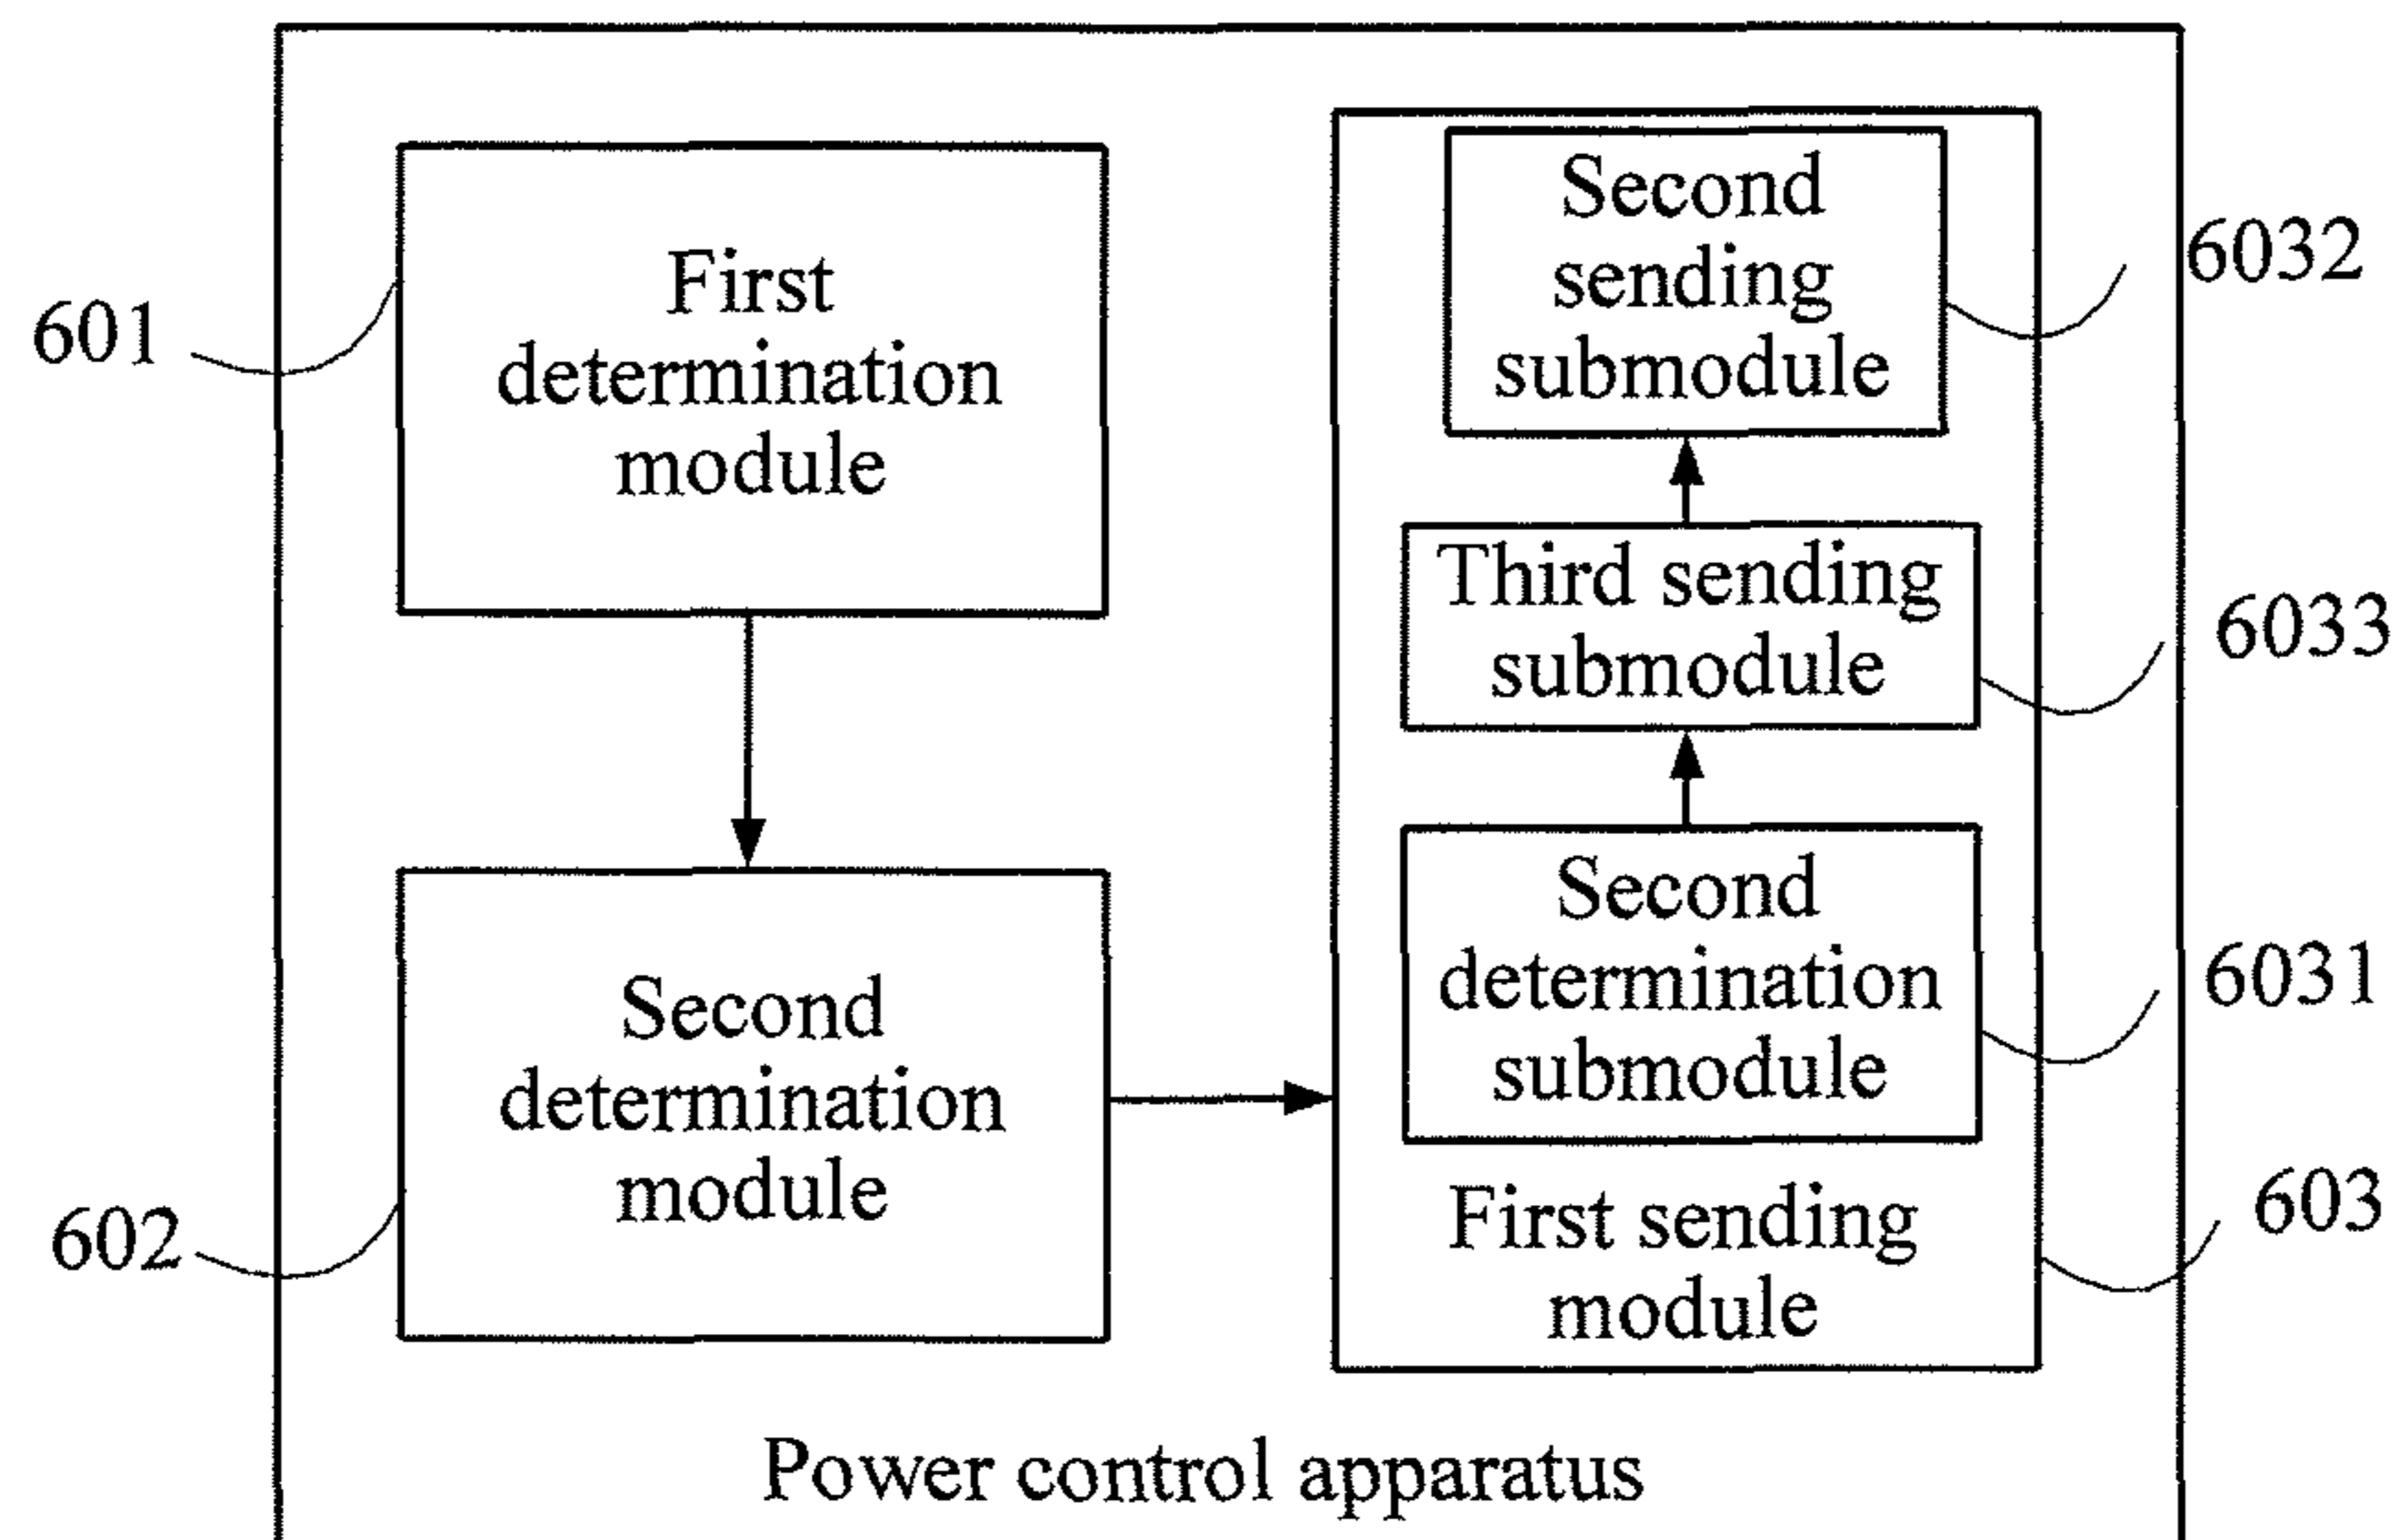 601
First
determination
module
602
Second
determination
module
Second
sending
submodule
6032
Third sending
submodule
6033
Second
determination
submodule
6031
First sending
module
603
Power control apparatus